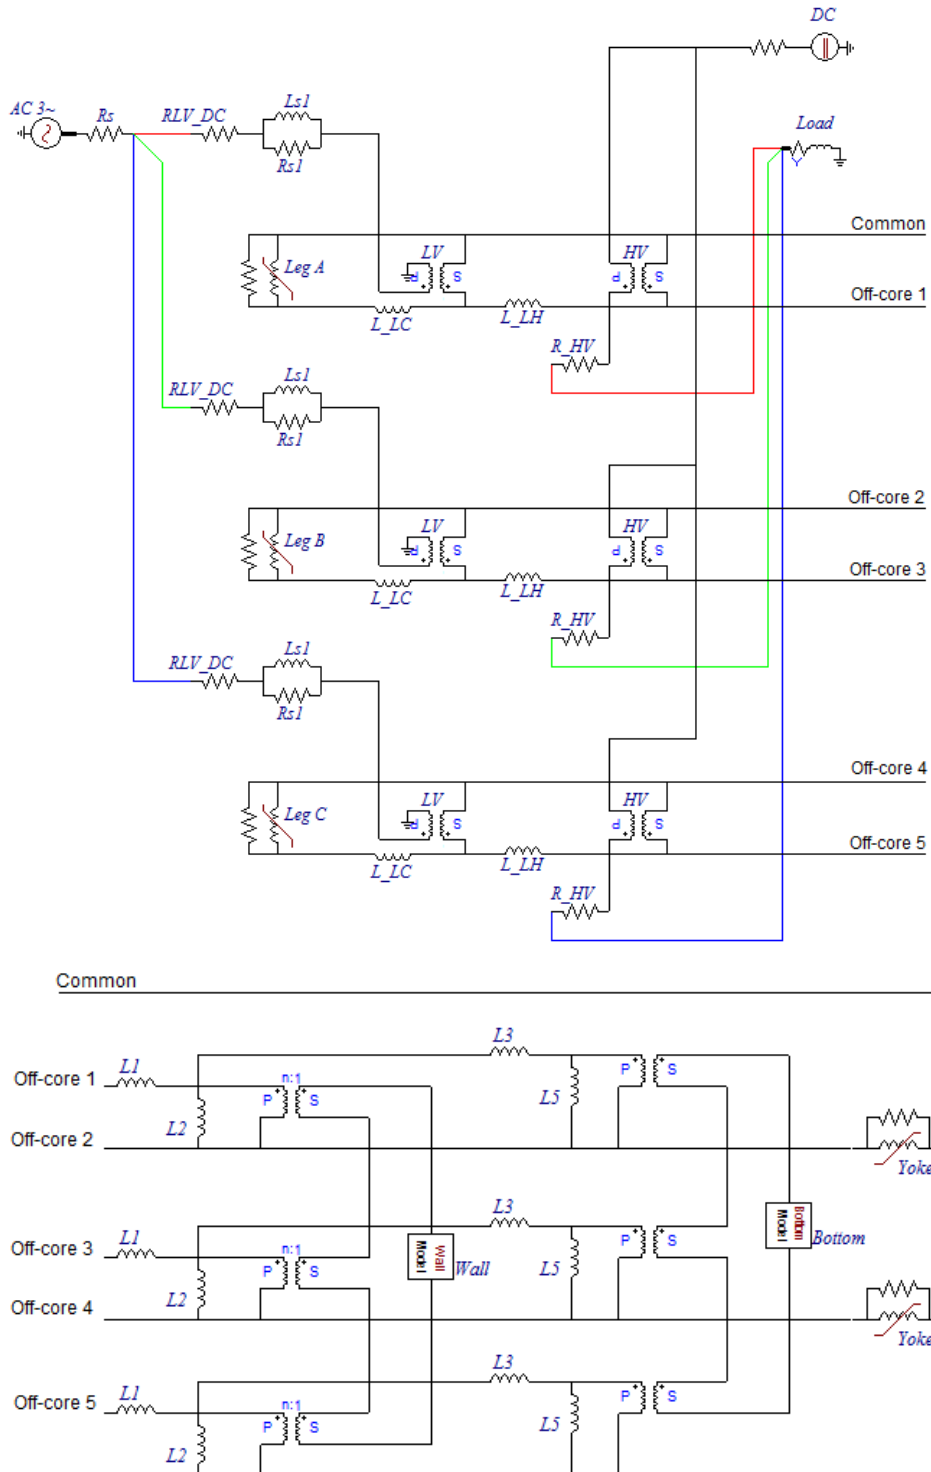 DC
AC 3~
Rs
RLV_DC
Ls1
Rs1
Load
Y
Common
LV
HV
Leg A
P S
P S
Off-core 1
L_LC
L_LH
R_HV
Ls1
RLV_DC
Rs1
Off-core 2
LV
HV
Leg B
P S
P S
Off-core 3
L_LC
L_LH
R_HV
Ls1
RLV_DC
Rs1
Off-core 4
LV
HV
Leg C
P S
P S
Off-core 5
L_LC
L_LH
R_HV
Common
L3
L1
Off-core 1
n:1
P S
P S
L5
L2
Off-core 2
Yoke
L3
Off-core 3
L1
n:1
P S
P S
Wall Model
Wall
Bottom Model
Bottom
L5
L2
Off-core 4
Yoke
L3
Off-core 5
L1
n:1
P S
P S
L5
L2